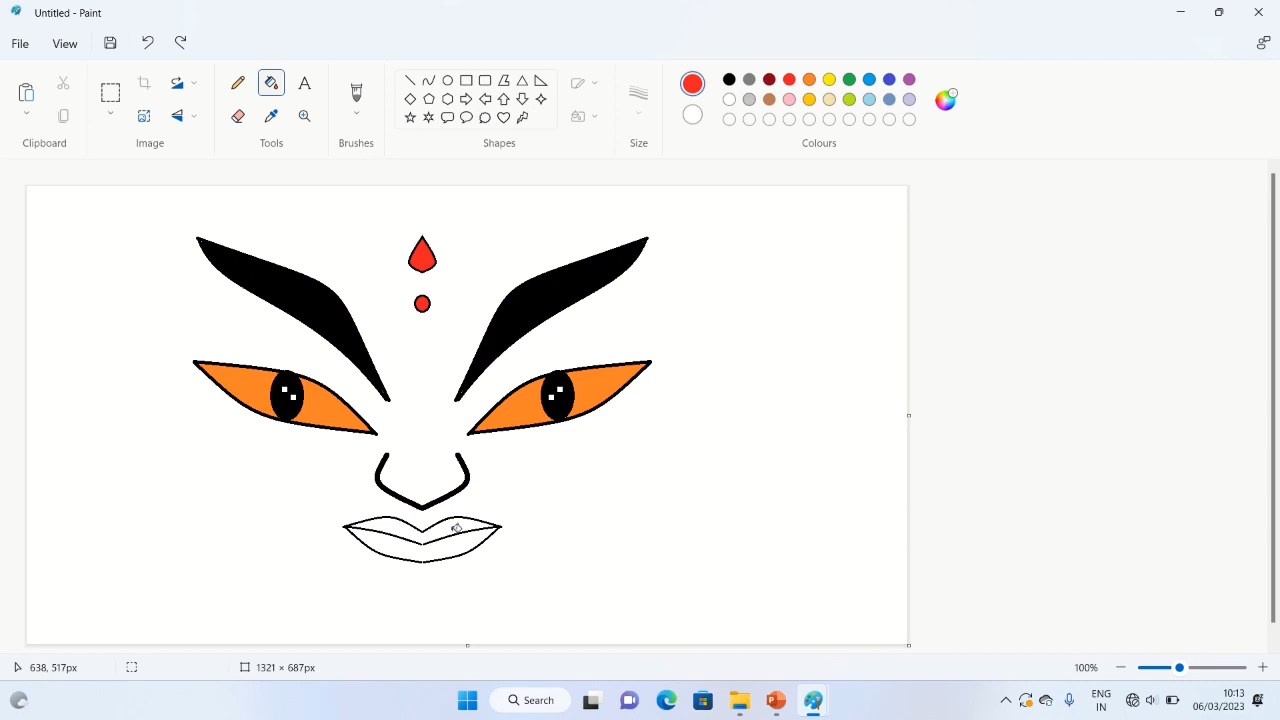 Untitled - Paint
File View
A
Clipboard Image Tools Brushes Shapes Size Colours
638, 517px 1321 × 687px 100%
Search ENG 10:13
IN 06/03/2023